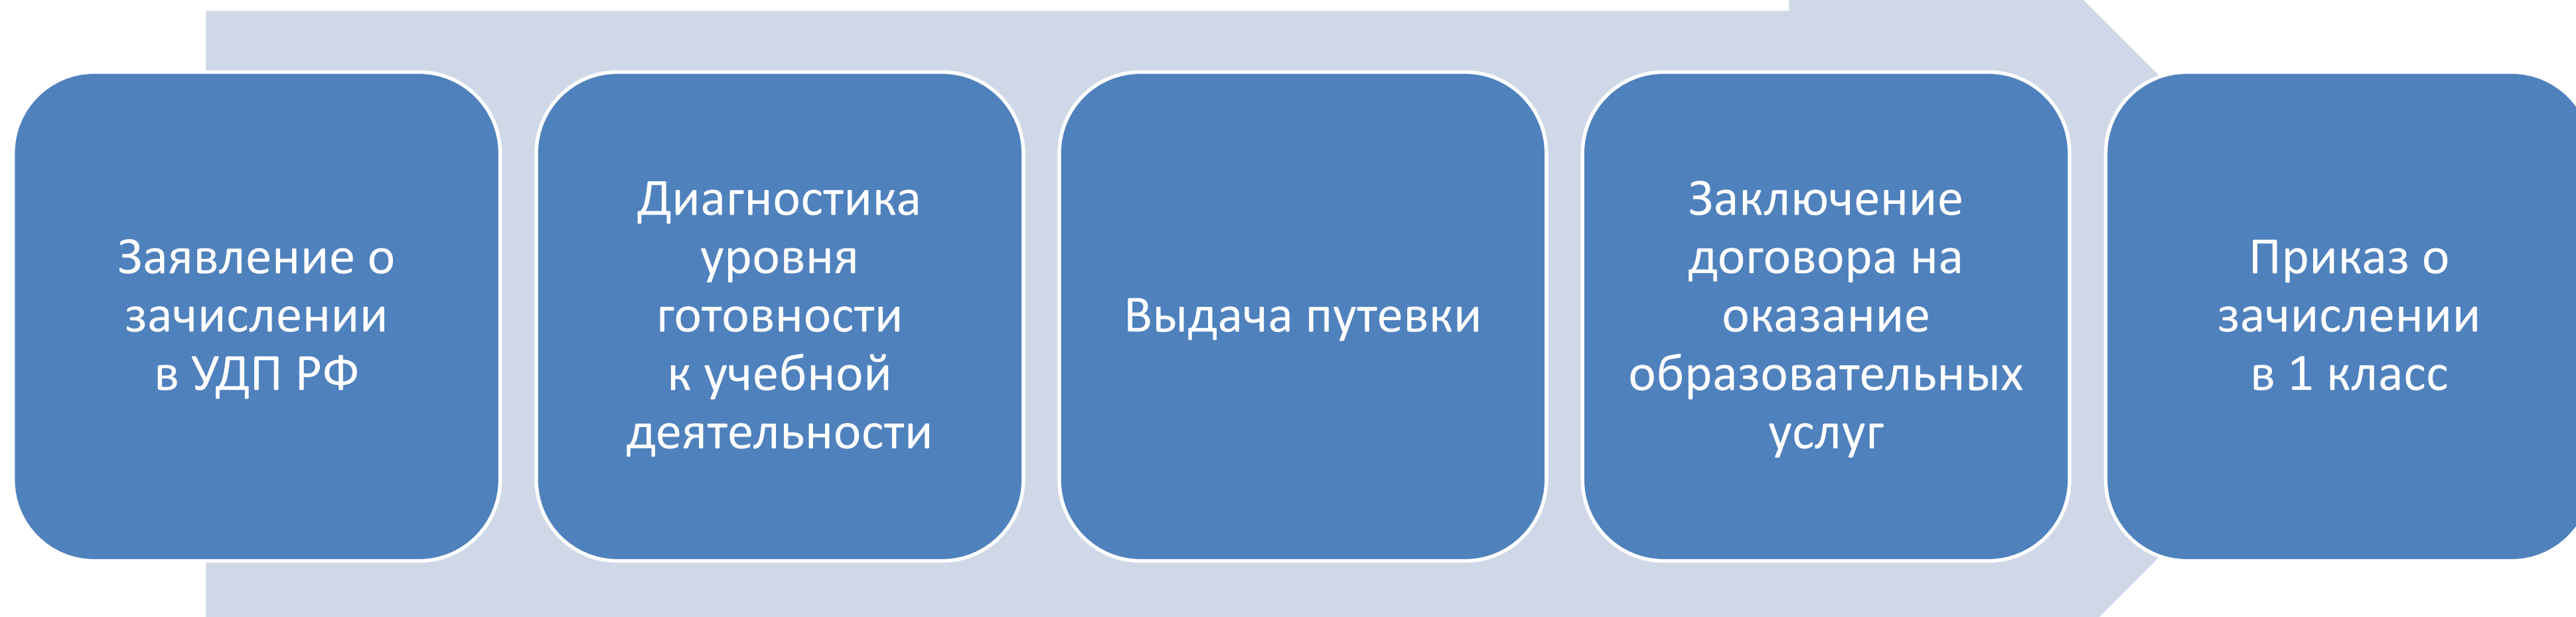 Заявление о
зачислении
в УДП РФ
Диагностика
уровня
готовности
к учебной
деятельности
Выдача путевки
Заключение
договора на
оказание
образовательных
услуг
Приказ о
зачислении
в 1 класс